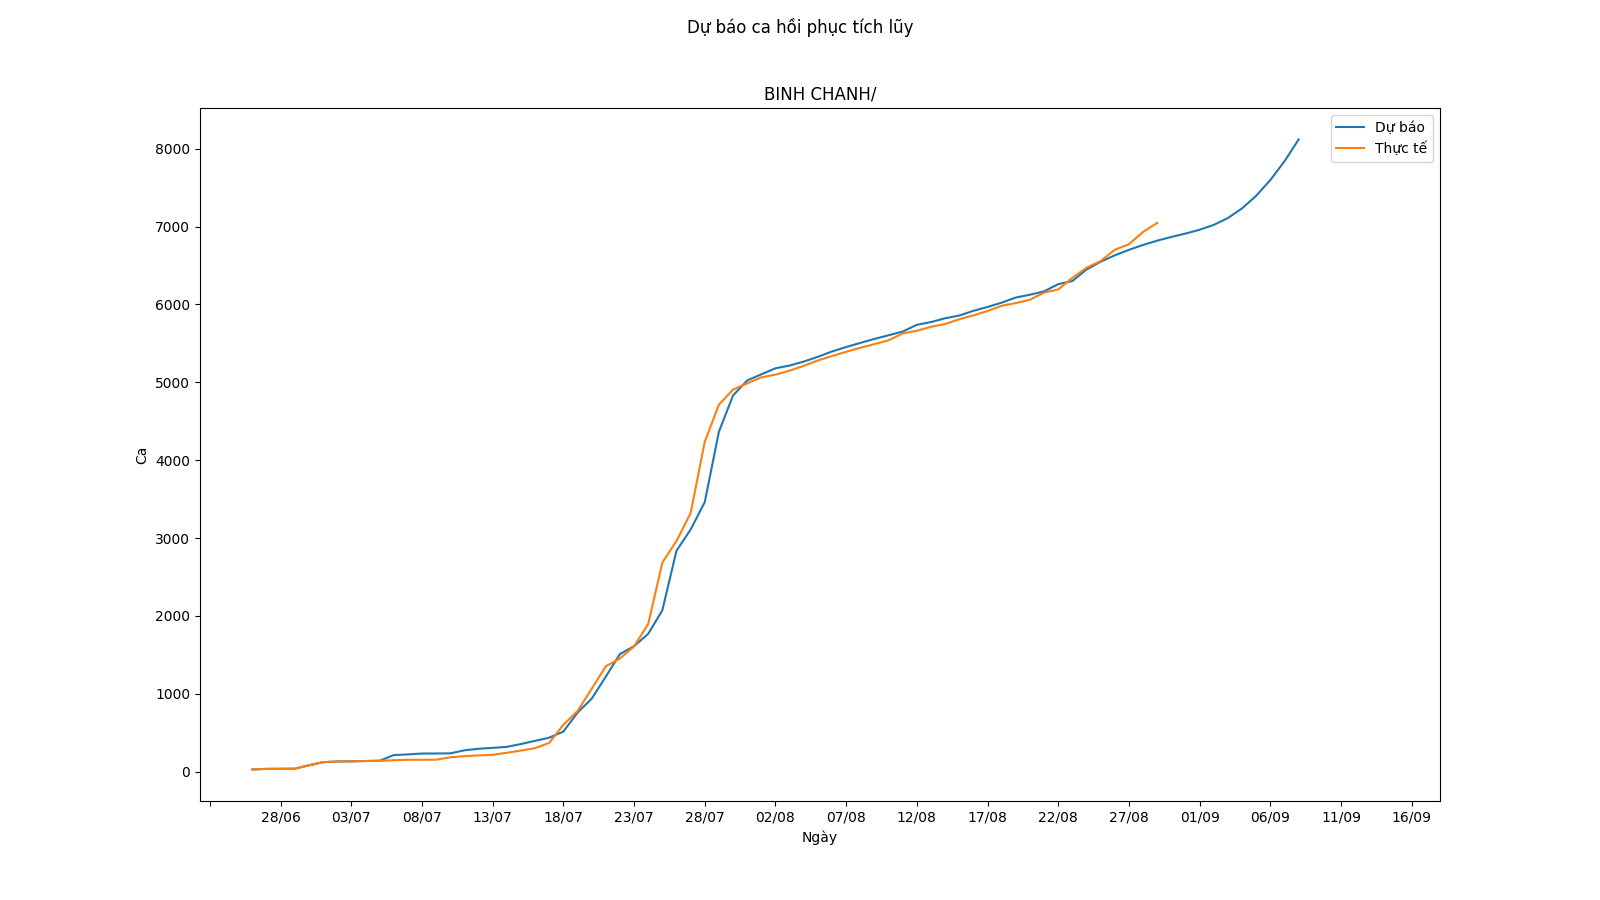 Dự báo ca hồi phục tích lũy
BINH CHANH/
Dự báo
Thực tế
8000
7000
6000
5000
4000
3000
2000
1000
0
Ca
28/06 03/07 08/07 13/07 18/07 23/07 28/07 02/08 07/08 12/08 17/08 22/08 27/08 01/09 06/09 11/09 16/09
Ngày